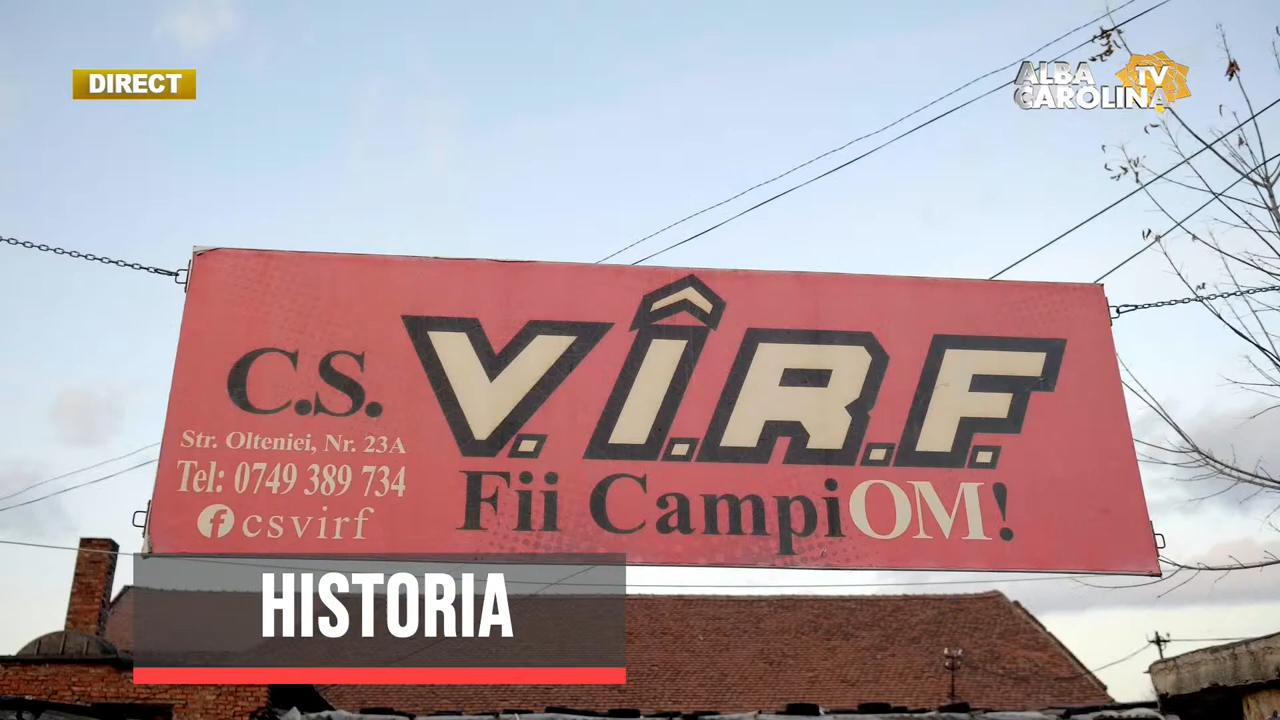 DIRECT
ALBA
CAROLINA
TV
C.S.
V.Î.R.F.
Str. Olteniei, Nr. 23A
Tel: 0749 389 734
csvirf
Fii CampiOM!
HISTORIA